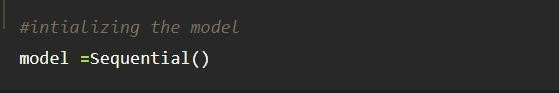 #intializing the model
model =Sequential()